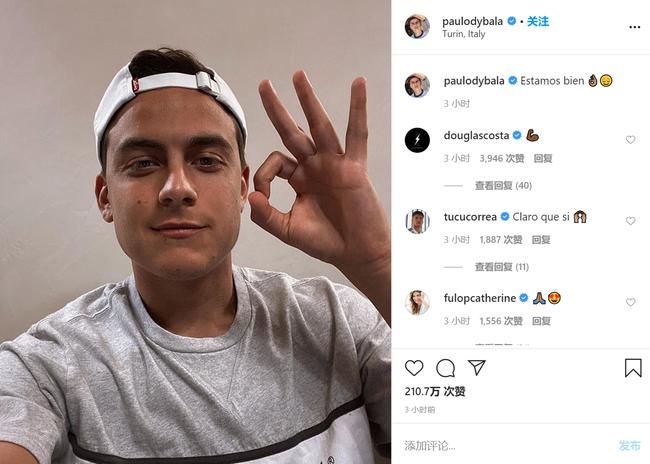 paulodybala • 关注
Turin, Italy
paulodybala Estamos bien 👌🏿😌
3 小时
douglascosta 💪🏿
3 小时 3,946 次赞 回复
查看回复 (40)
tucucorrea Claro que si 🙌🏽
3 小时 1,887 次赞 回复
查看回复 (11)
fulopcatherine 🙏🏼😍
3 小时 1,556 次赞 回复
210.7万 次赞
3 小时前
添加评论...
发布